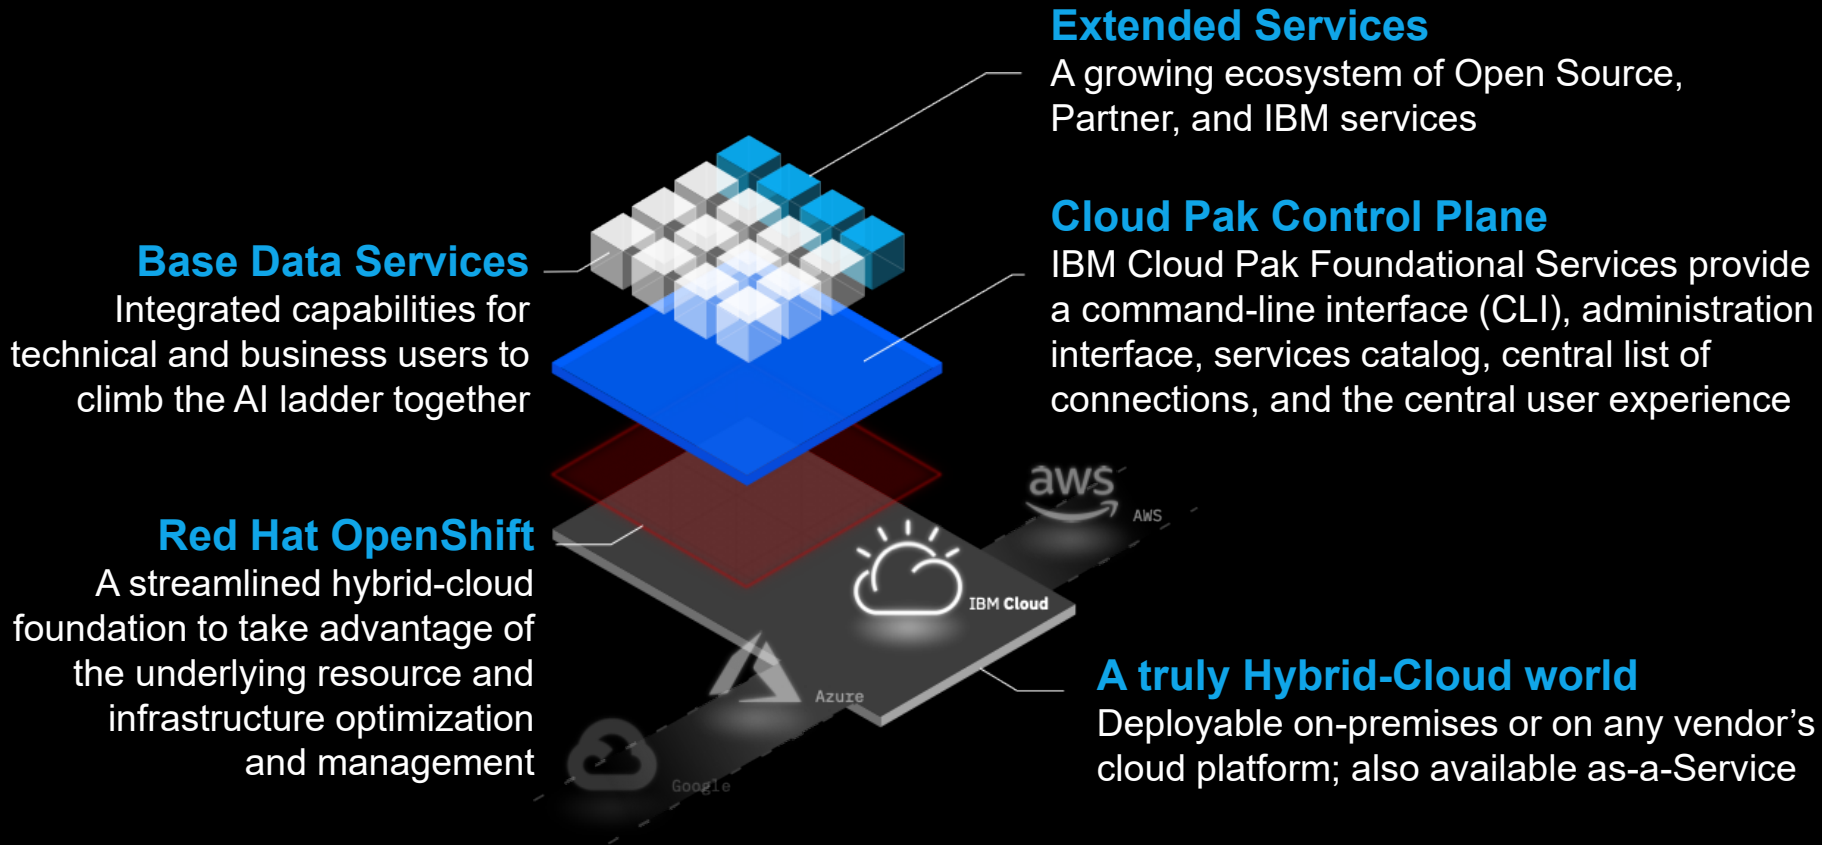 Extended Services
A growing ecosystem of Open Source,
Partner, and IBM services
Cloud Pak Control Plane
IBM Cloud Pak Foundational Services provide
a command-line interface (CLI), administration
interface, services catalog, central list of
connections, and the central user experience
Base Data Services
Integrated capabilities for
technical and business users to
climb the AI ladder together
Red Hat OpenShift
A streamlined hybrid-cloud
foundation to take advantage of
the underlying resource and
infrastructure optimization
and management
aws
AWS
IBM Cloud
Azure
Google
A truly Hybrid-Cloud world
Deployable on-premises or on any vendor’s
cloud platform; also available as-a-Service